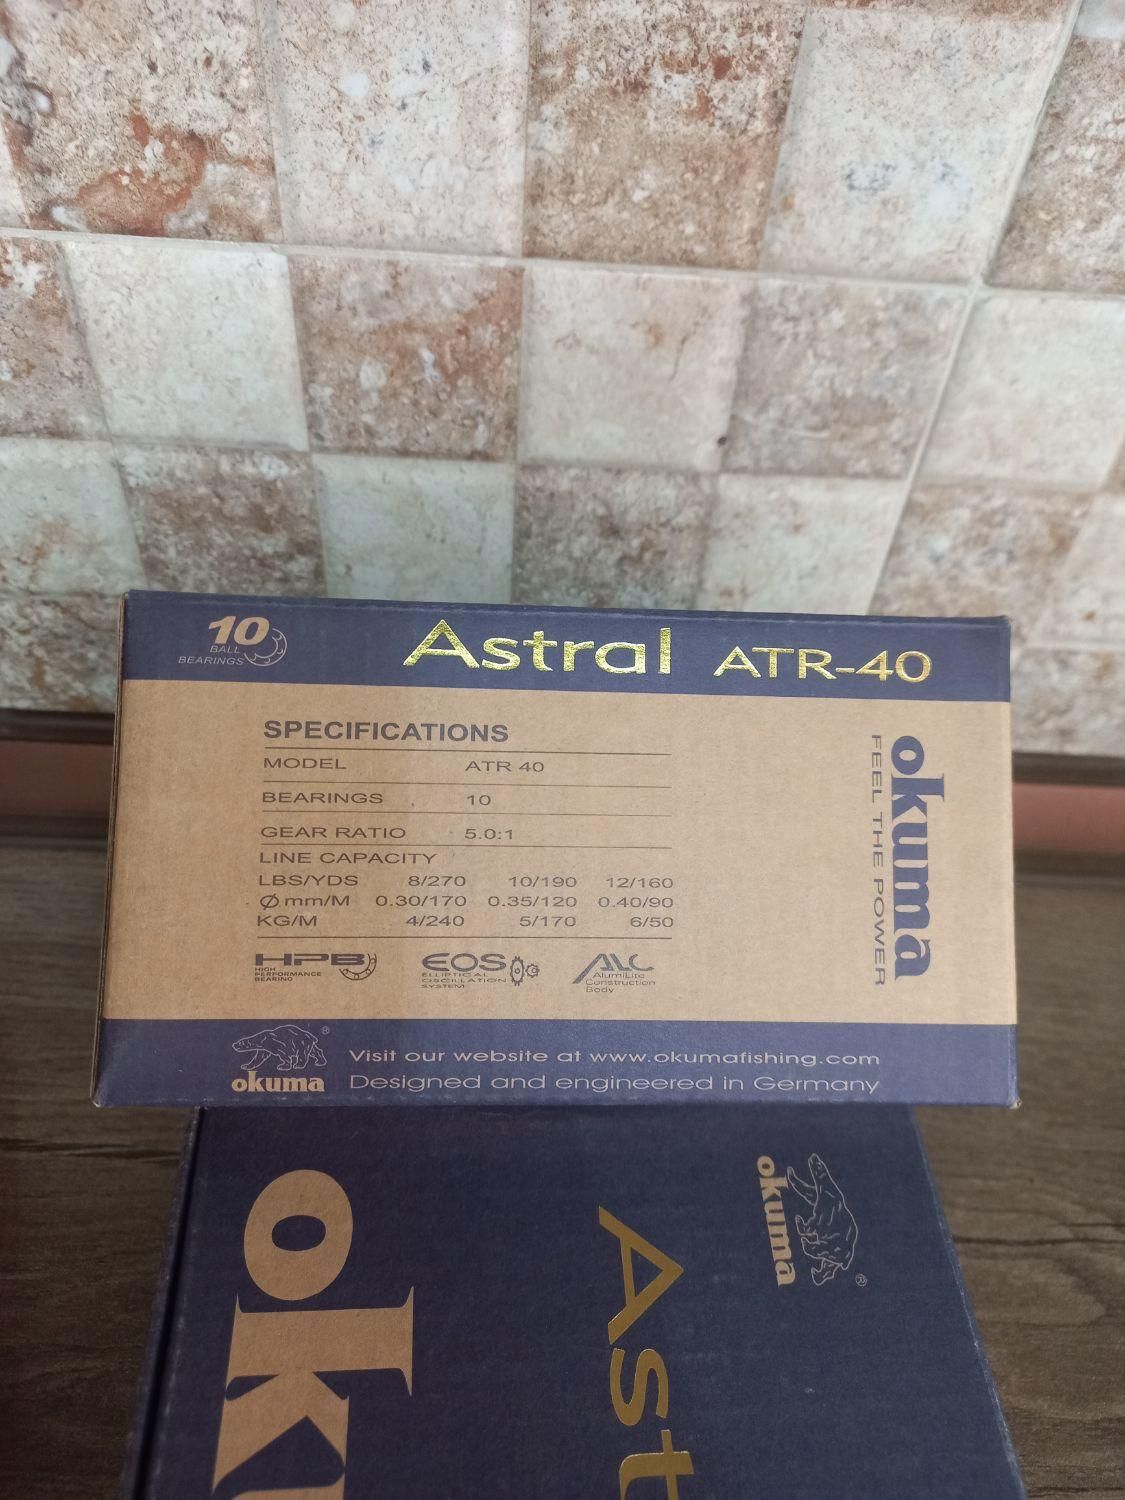 10
BALL
BEARINGS
Astral ATR-40
SPECIFICATIONS
MODEL ATR 40
BEARINGS 10
GEAR RATIO 5.0:1
LINE CAPACITY
LBS/YDS 8/270 10/190 12/160
Ø mm/M 0.30/170 0.35/120 0.40/90
KG/M 4/240 5/170 6/50
HPB
HIGH
PERFORMANCE
BEARING
EOS
ELLIPTICAL
OSCILLATION
SYSTEM
ALC
AlumiLite
Construction
Body
okuma
FEEL THE POWER
®
okuma
Visit our website at www.okumafishing.com
Designed and engineered in Germany
ok
Ast
okuma
®